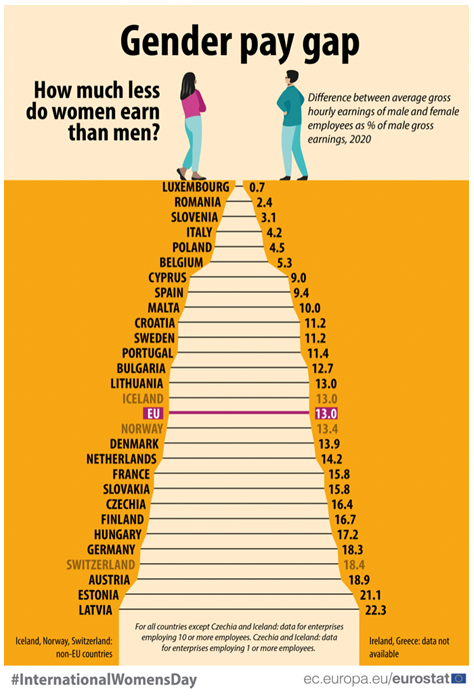 Gender pay gap
How much less
do women earn
than men?
Difference between average gross
hourly earnings of male and female
employees as % of male gross
earnings, 2020
LUXEMBOURG 0.7
ROMANIA 2.4
SLOVENIA 3.1
ITALY 4.2
POLAND 4.5
BELGIUM 5.3
CYPRUS 9.0
SPAIN 9.4
MALTA 10.0
CROATIA 11.2
SWEDEN 11.2
PORTUGAL 11.4
BULGARIA 12.7
LITHUANIA 13.0
ICELAND 13.0
EU 13.0
NORWAY 13.4
DENMARK 13.9
NETHERLANDS 14.2
FRANCE 15.8
SLOVAKIA 15.8
CZECHIA 16.4
FINLAND 16.7
HUNGARY 17.2
GERMANY 18.3
SWITZERLAND 18.4
AUSTRIA 18.9
ESTONIA 21.1
LATVIA 22.3
Iceland, Norway, Switzerland:
non-EU countries
For all countries except Czechia and Iceland: data for enterprises
employing 10 or more employees. Czechia and Iceland: data
for enterprises employing 1 or more employees.
Ireland, Greece: data not
available
#InternationalWomensDay
ec.europa.eu/eurostat